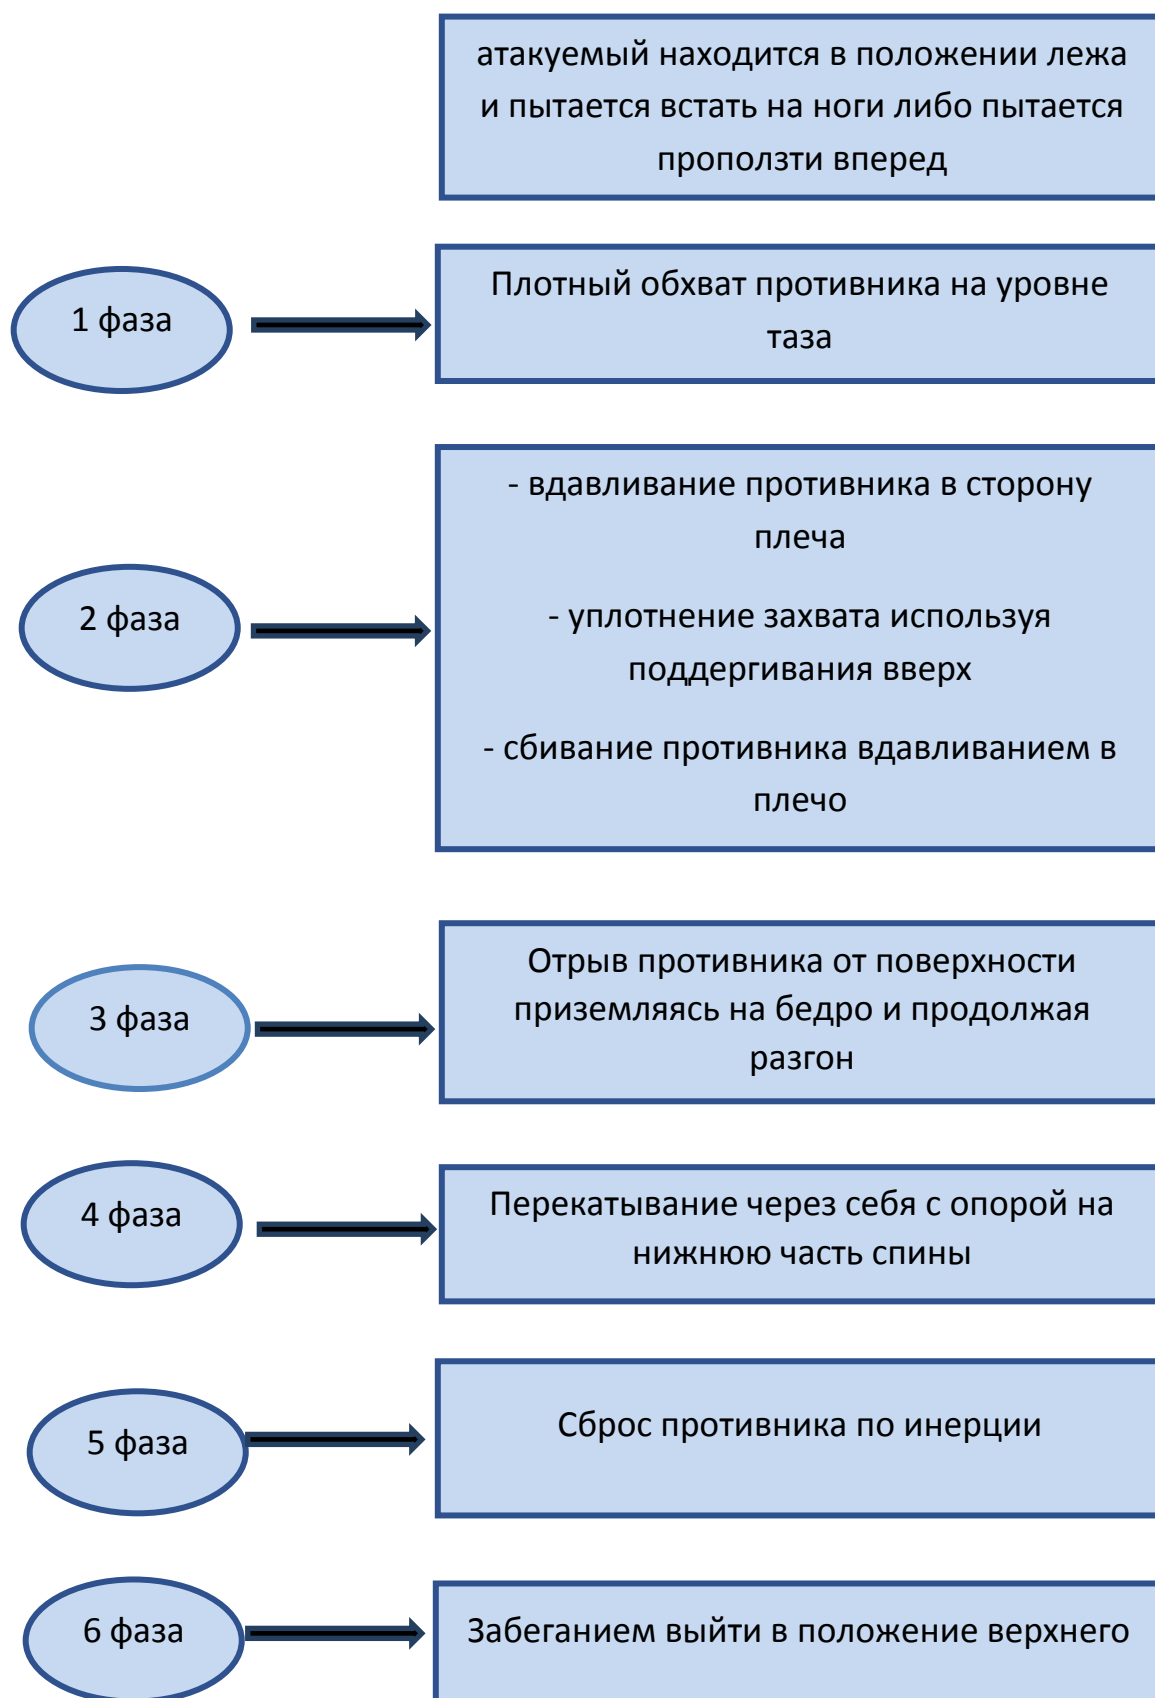 атакуемый находится в положении лежа
и пытается встать на ноги либо пытается
проползти вперед
1 фаза
Плотный обхват противника на уровне
таза
2 фаза
- вдавливание противника в сторону
плеча
- уплотнение захвата используя
поддергивания вверх
- сбивание противника вдавливанием в
плечо
3 фаза
Отрыв противника от поверхности
приземляясь на бедро и продолжая
разгон
4 фаза
Перекатывание через себя с опорой на
нижнюю часть спины
5 фаза
Сброс противника по инерции
6 фаза
Забеганием выйти в положение верхнего